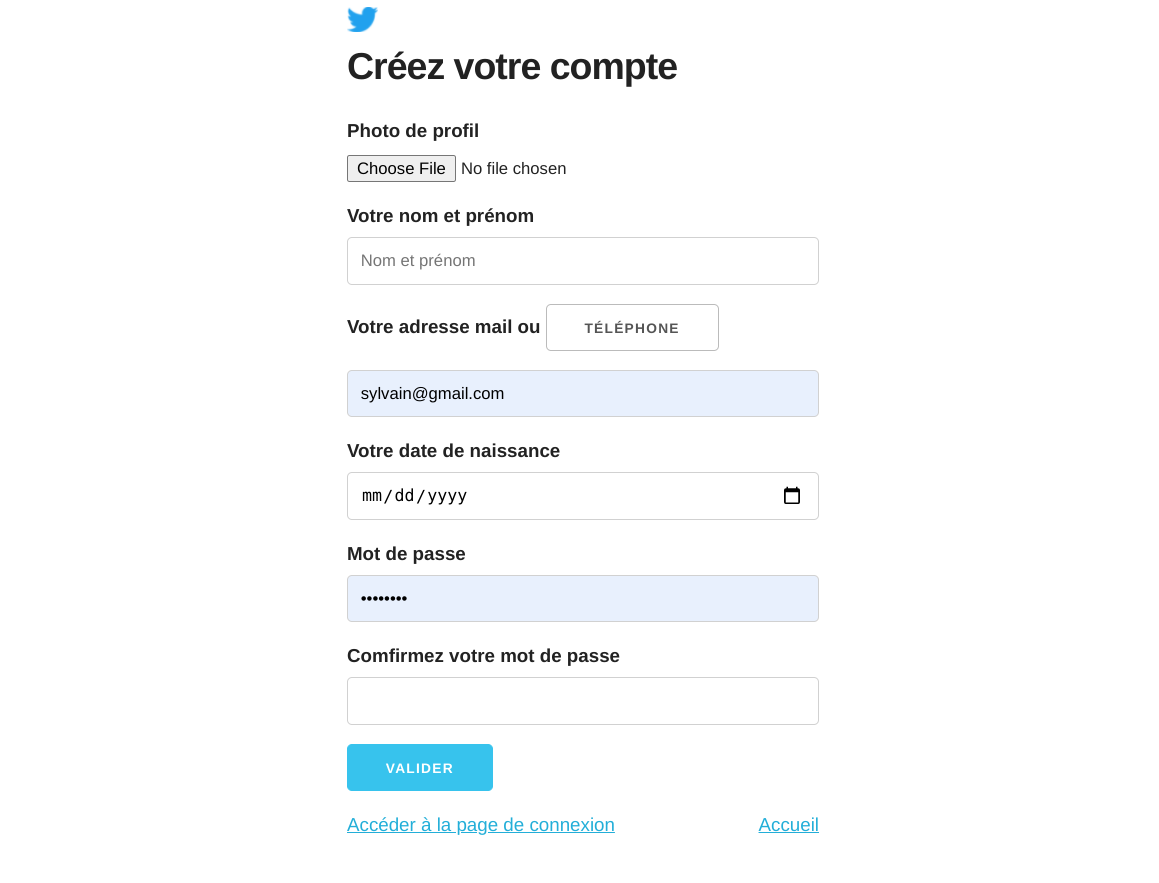 Créez votre compte
Photo de profil
Choose File No file chosen
Votre nom et prénom
Nom et prénom
Votre adresse mail ou TÉLÉPHONE
sylvain@gmail.com
Votre date de naissance
mm/dd/yyyy
Mot de passe
••••••••
Comfirmez votre mot de passe
VALIDER
Accéder à la page de connexion Accueil